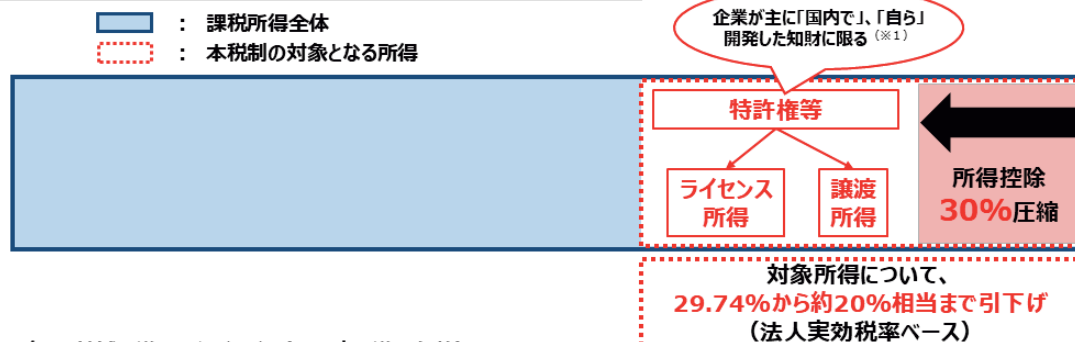 ： 課税所得全体
： 本税制の対象となる所得
企業が主に「国内で」、「自ら」
開発した知財に限る（※１）
特許権等
ライセンス
所得
譲渡
所得
所得控除
30%圧縮
対象所得について、
29.74%から約20%相当まで引下げ
（法人実効税率ベース）